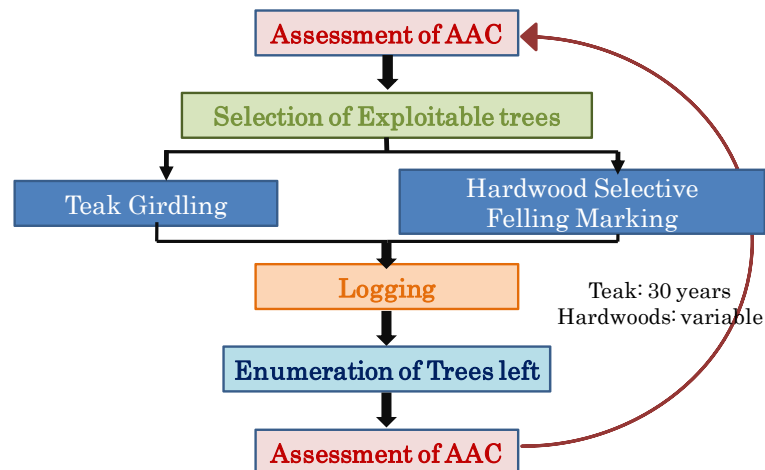 Assessment of AAC
Selection of Exploitable trees
Teak Girdling
Hardwood Selective
Felling Marking
Logging
Teak: 30 years
Hardwoods: variable
Enumeration of Trees left
Assessment of AAC